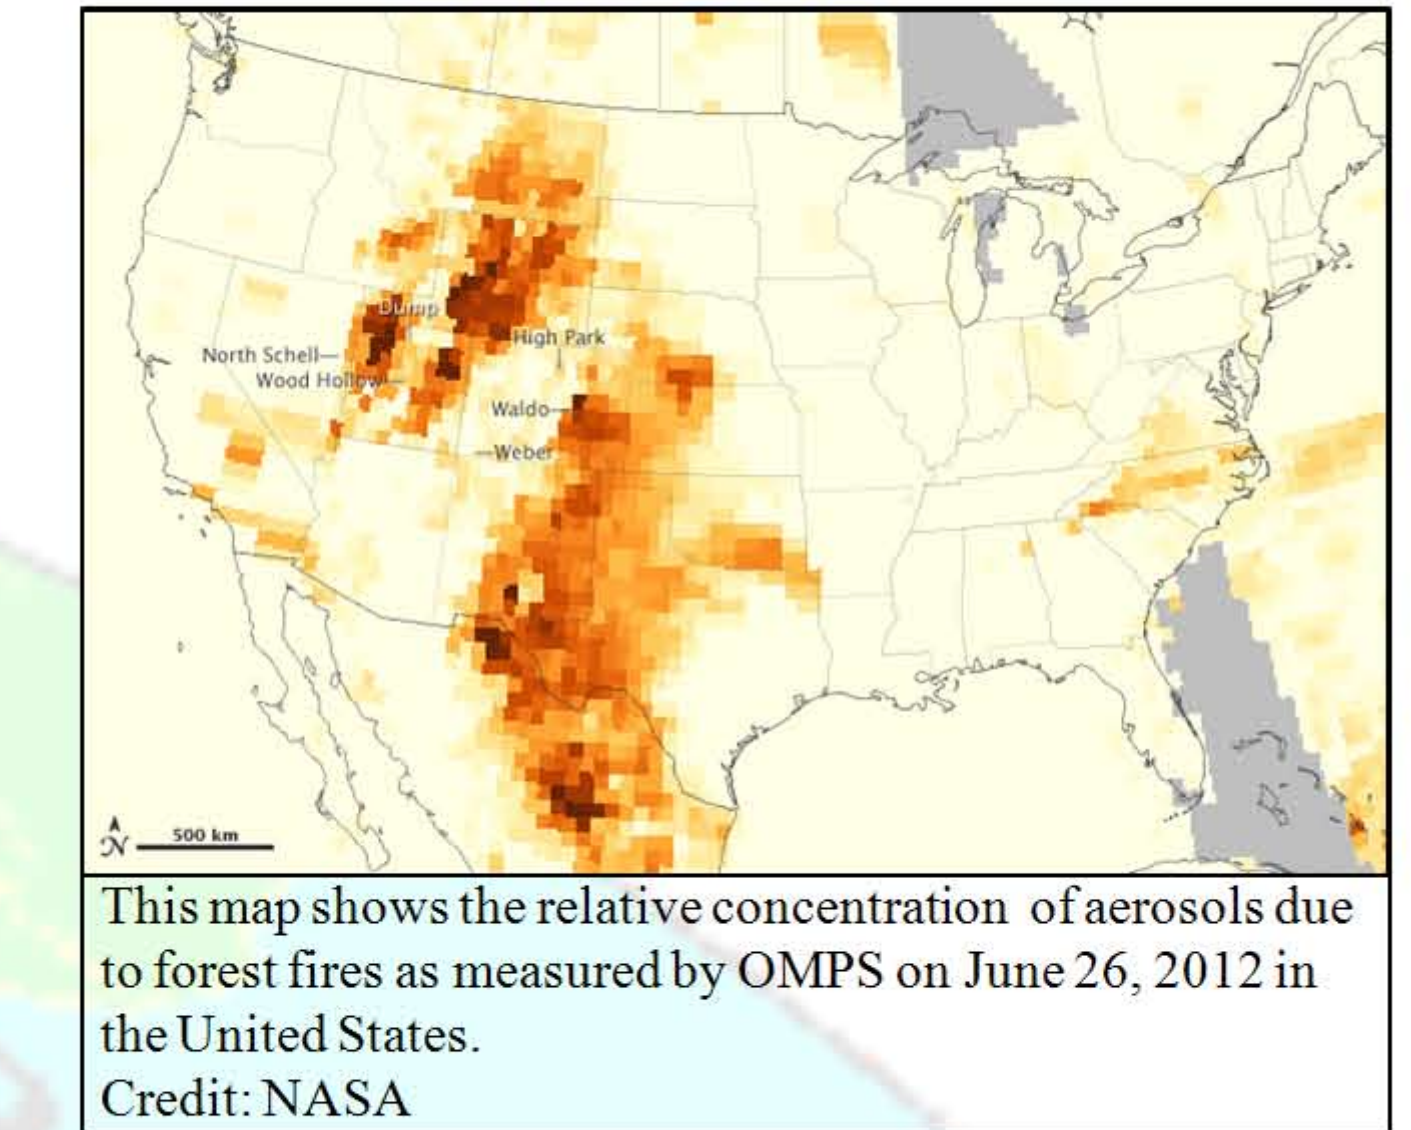 Dump
High Park
North Schell
Wood Hollow
Waldo
Weber
N
500 km
This map shows the relative concentration of aerosols due
to forest fires as measured by OMPS on June 26, 2012 in
the United States.
Credit: NASA